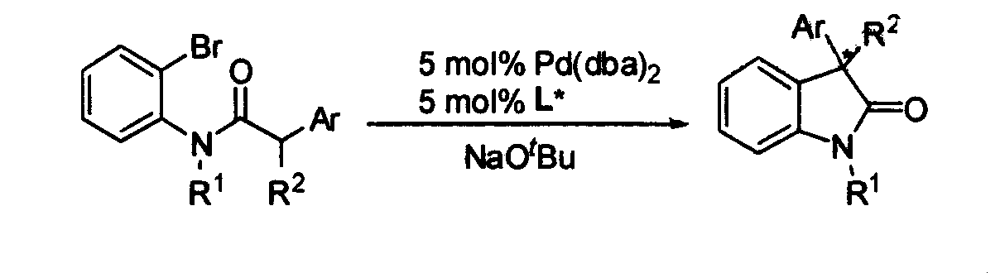 Br
O
N
R¹
Ar
R²
5 mol% Pd(dba)₂
5 mol% L*
NaOᵗBu
Ar
R²
*
O
N
R¹